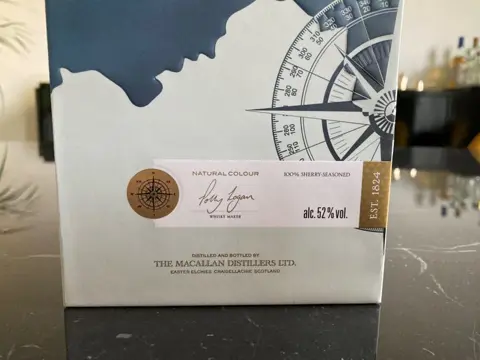 NATURAL COLOUR
100% SHERRY-SEASONED
Polly Logan
WHISKY MAKER
alc. 52% vol.
EST. 1824
DISTILLED AND BOTTLED BY
THE MACALLAN DISTILLERS LTD.
EASTER ELCHIES, CRAIGELLACHIE, SCOTLAND